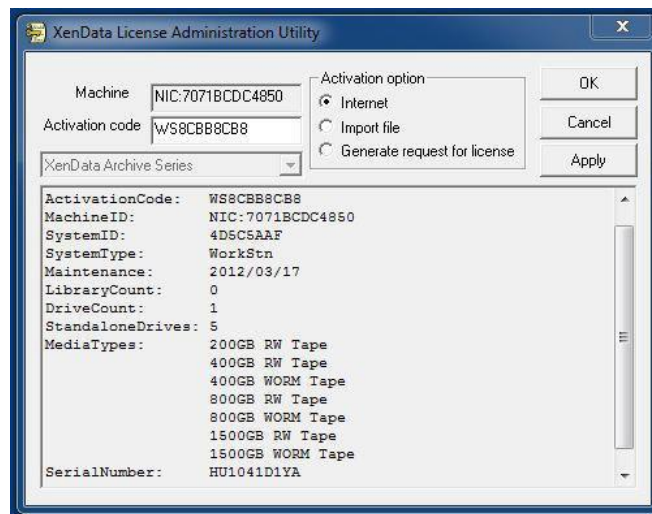 XenData License Administration Utility
x
Machine NIC:7071BCDC4850
Activation code WS8CBB8CB8
XenData Archive Series
Activation option
Internet
Import file
Generate request for license
OK
Cancel
Apply
ActivationCode: WS8CBB8CB8
MachineID: NIC:7071BCDC4850
SystemID: 4D5C5AAF
SystemType: WorkStn
Maintenance: 2012/03/17
LibraryCount: 0
DriveCount: 1
StandaloneDrives: 5
MediaTypes: 200GB RW Tape
400GB RW Tape
400GB WORM Tape
800GB RW Tape
800GB WORM Tape
1500GB RW Tape
1500GB WORM Tape
SerialNumber: HU1041D1YA